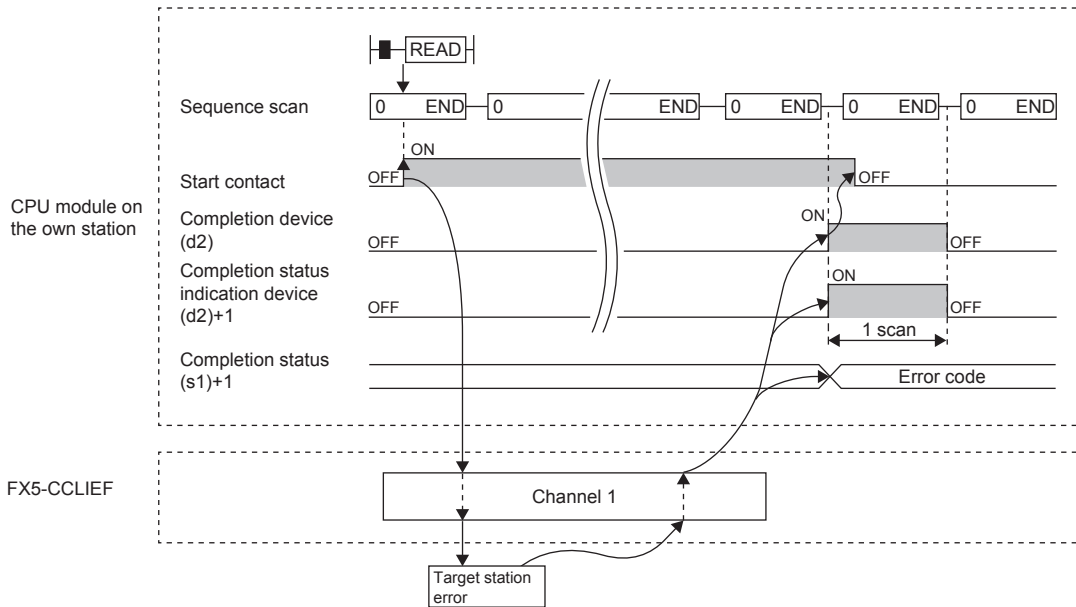 READ
Sequence scan
0 END 0 END 0 END 0 END 0 END
ON
Start contact
OFF
OFF
CPU module on
the own station
Completion device
(d2)
ON
OFF
OFF
Completion status
indication device
(d2)+1
ON
OFF
OFF
1 scan
Completion status
(s1)+1
Error code
FX5-CCLIEF
Channel 1
Target station
error